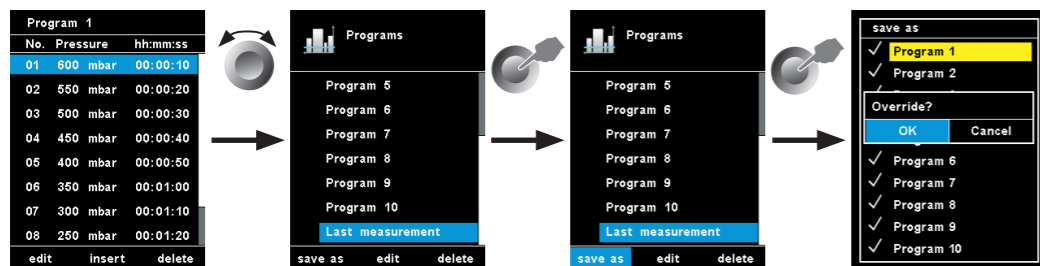 Program 1
No. Pressure hh:mm:ss
01 600 mbar 00:00:10
02 550 mbar 00:00:20
03 500 mbar 00:00:30
04 450 mbar 00:00:40
05 400 mbar 00:00:50
06 350 mbar 00:01:00
07 300 mbar 00:01:10
08 250 mbar 00:01:20
edit insert delete
Programs
Program 5
Program 6
Program 7
Program 8
Program 9
Program 10
Last measurement
save as edit delete
Programs
Program 5
Program 6
Program 7
Program 8
Program 9
Program 10
Last measurement
save as edit delete
save as
Program 1
Program 2
Override?
OK Cancel
Program 6
Program 7
Program 8
Program 9
Program 10